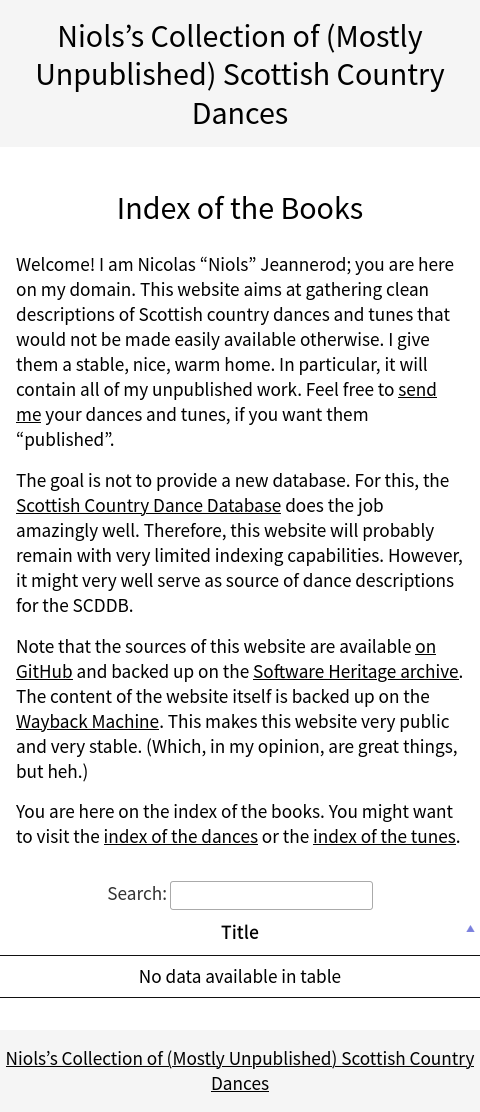 Niols’s Collection of (Mostly
Unpublished) Scottish Country
Dances
Index of the Books
Welcome! I am Nicolas “Niols” Jeannerod; you are here
on my domain. This website aims at gathering clean
descriptions of Scottish country dances and tunes that
would not be made easily available otherwise. I give
them a stable, nice, warm home. In particular, it will
contain all of my unpublished work. Feel free to send
me your dances and tunes, if you want them
“published”.
The goal is not to provide a new database. For this, the
Scottish Country Dance Database does the job
amazingly well. Therefore, this website will probably
remain with very limited indexing capabilities. However,
it might very well serve as source of dance descriptions
for the SCDDB.
Note that the sources of this website are available on
GitHub and backed up on the Software Heritage archive.
The content of the website itself is backed up on the
Wayback Machine. This makes this website very public
and very stable. (Which, in my opinion, are great things,
but heh.)
You are here on the index of the books. You might want
to visit the index of the dances or the index of the tunes.
Search:
Title
No data available in table
Niols’s Collection of (Mostly Unpublished) Scottish Country
Dances